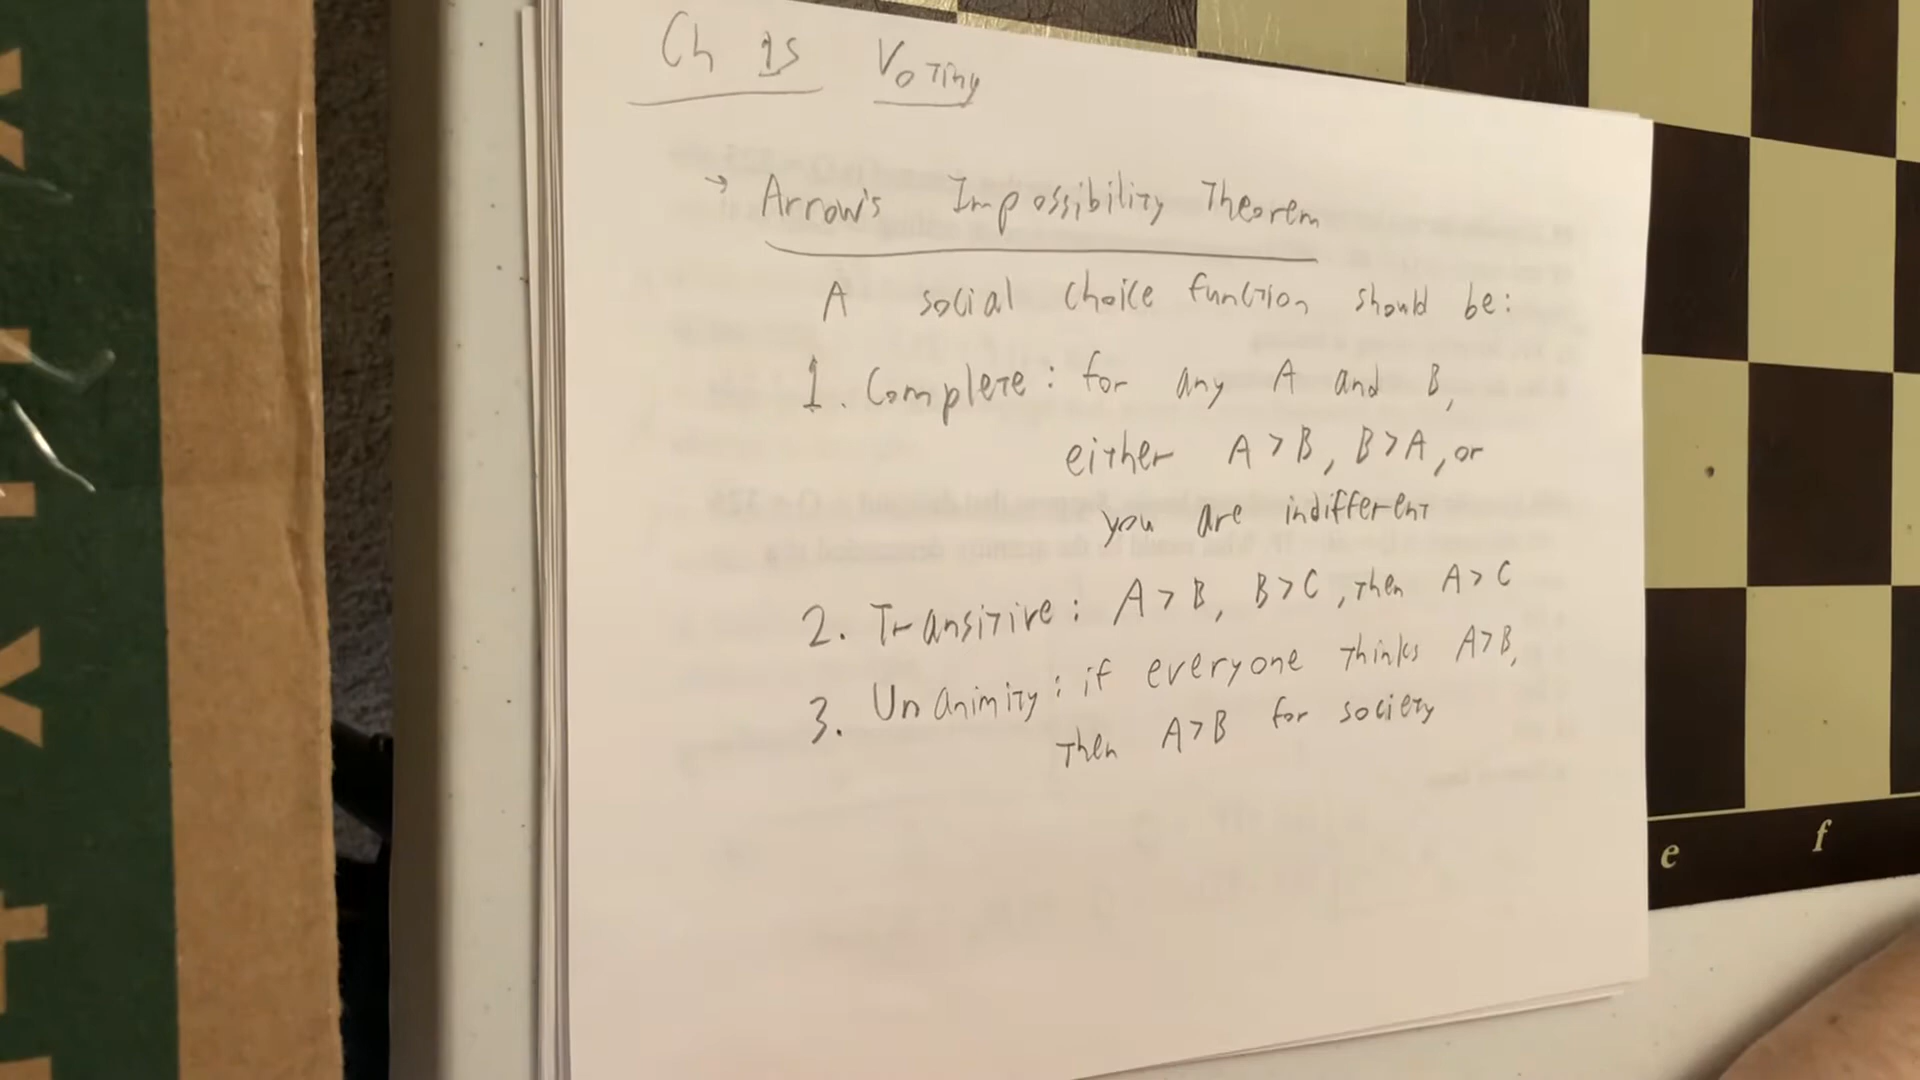 Ch 15 Voting
→ Arrow's Impossibility Theorem
A social choice function should be:
1. Complete: for any A and B,
either A > B, B > A, or
you are indifferent
2. Transitive: A > B, B > C, then A > C
3. Unanimity: if everyone thinks A > B,
then A > B for society
e f